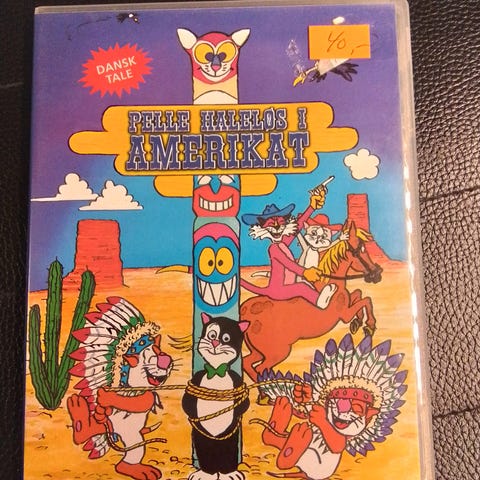 40,-
DANSK
TALE
PELLE HALELØS I
AMERIKAT